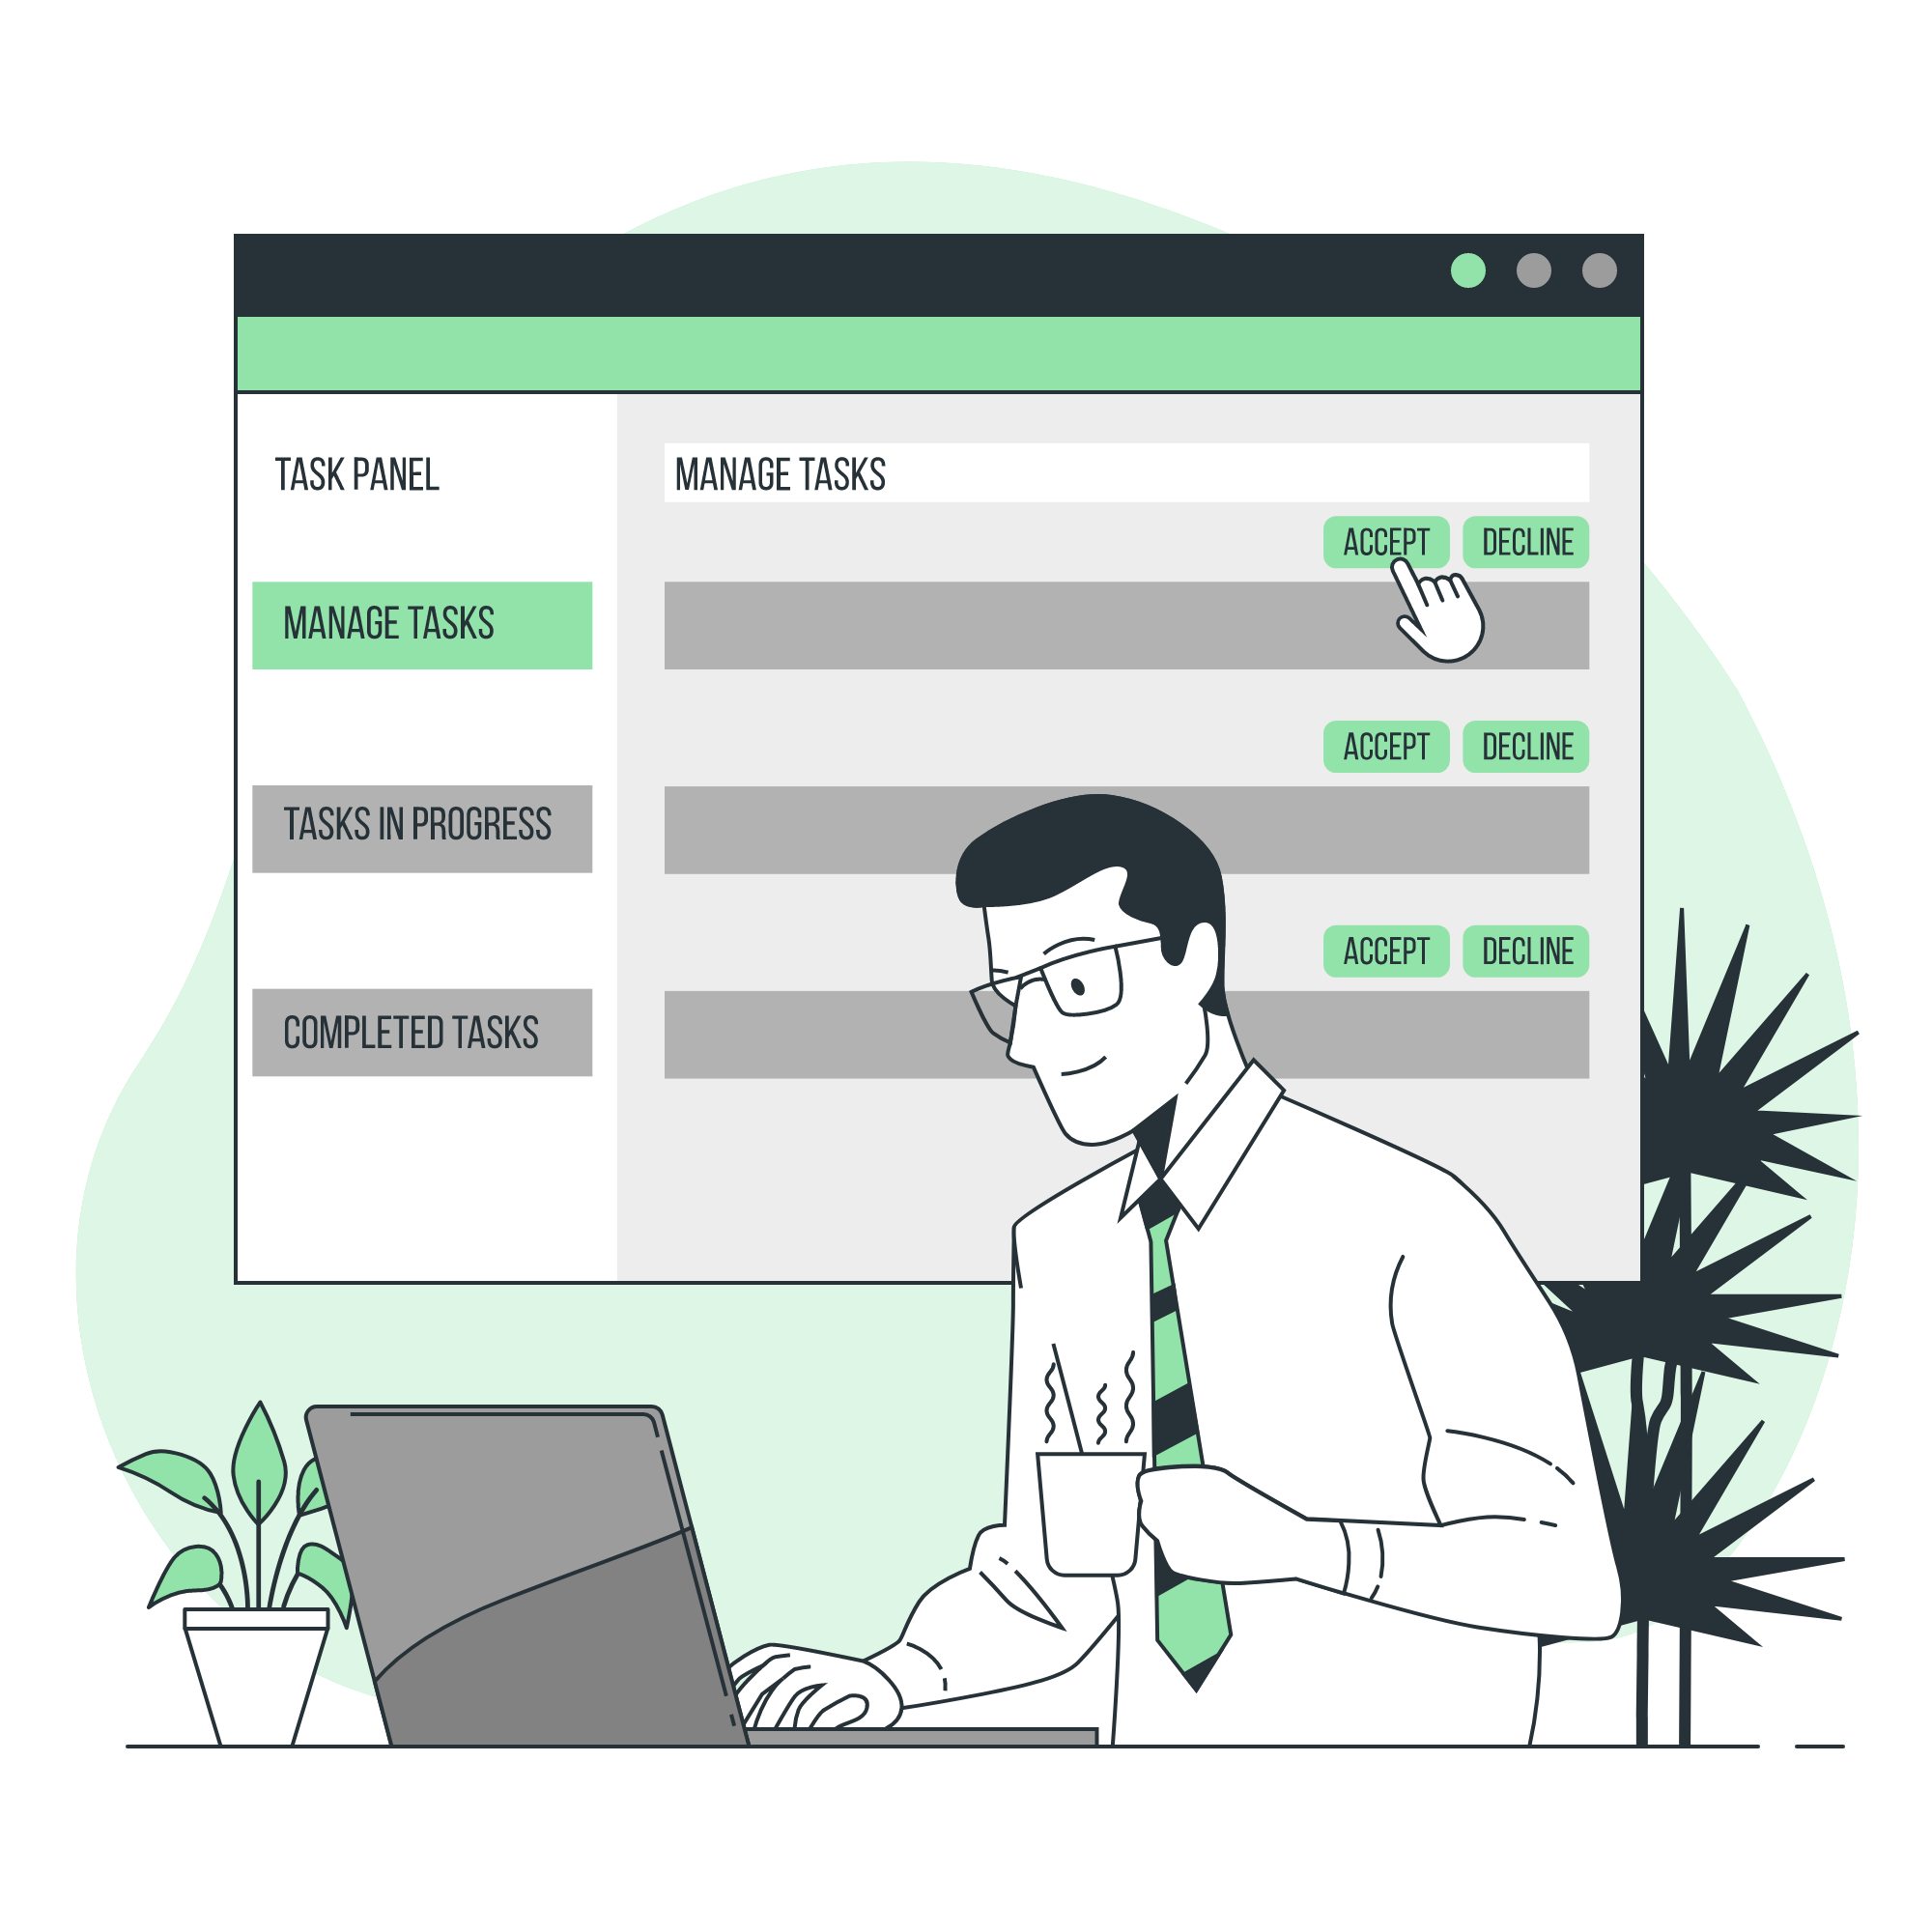 TASK PANEL
MANAGE TASKS
TASKS IN PROGRESS
COMPLETED TASKS
MANAGE TASKS
ACCEPT DECLINE
ACCEPT DECLINE
ACCEPT DECLINE